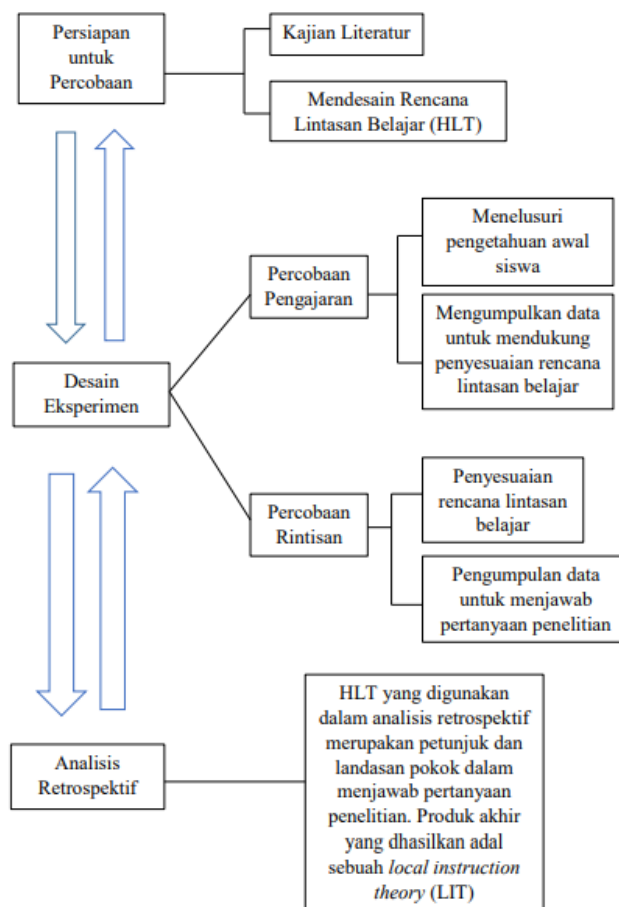 Persiapan
untuk
Percobaan
Kajian Literatur
Mendesain Rencana
Lintasan Belajar (HLT)
Desain
Eksperimen
Percobaan
Pengajaran
Menelusuri
pengetahuan awal
siswa
Mengumpulkan data
untuk mendukung
penyesuaian rencana
lintasan belajar
Percobaan
Rintisan
Penyesuaian
rencana lintasan
belajar
Pengumpulan data
untuk menjawab
pertanyaan penelitian
Analisis
Retrospektif
HLT yang digunakan
dalam analisis retrospektif
merupakan petunjuk dan
landasan pokok dalam
menjawab pertanyaan
penelitian. Produk akhir
yang dhasilkan adal
sebuah local instruction
theory (LIT)